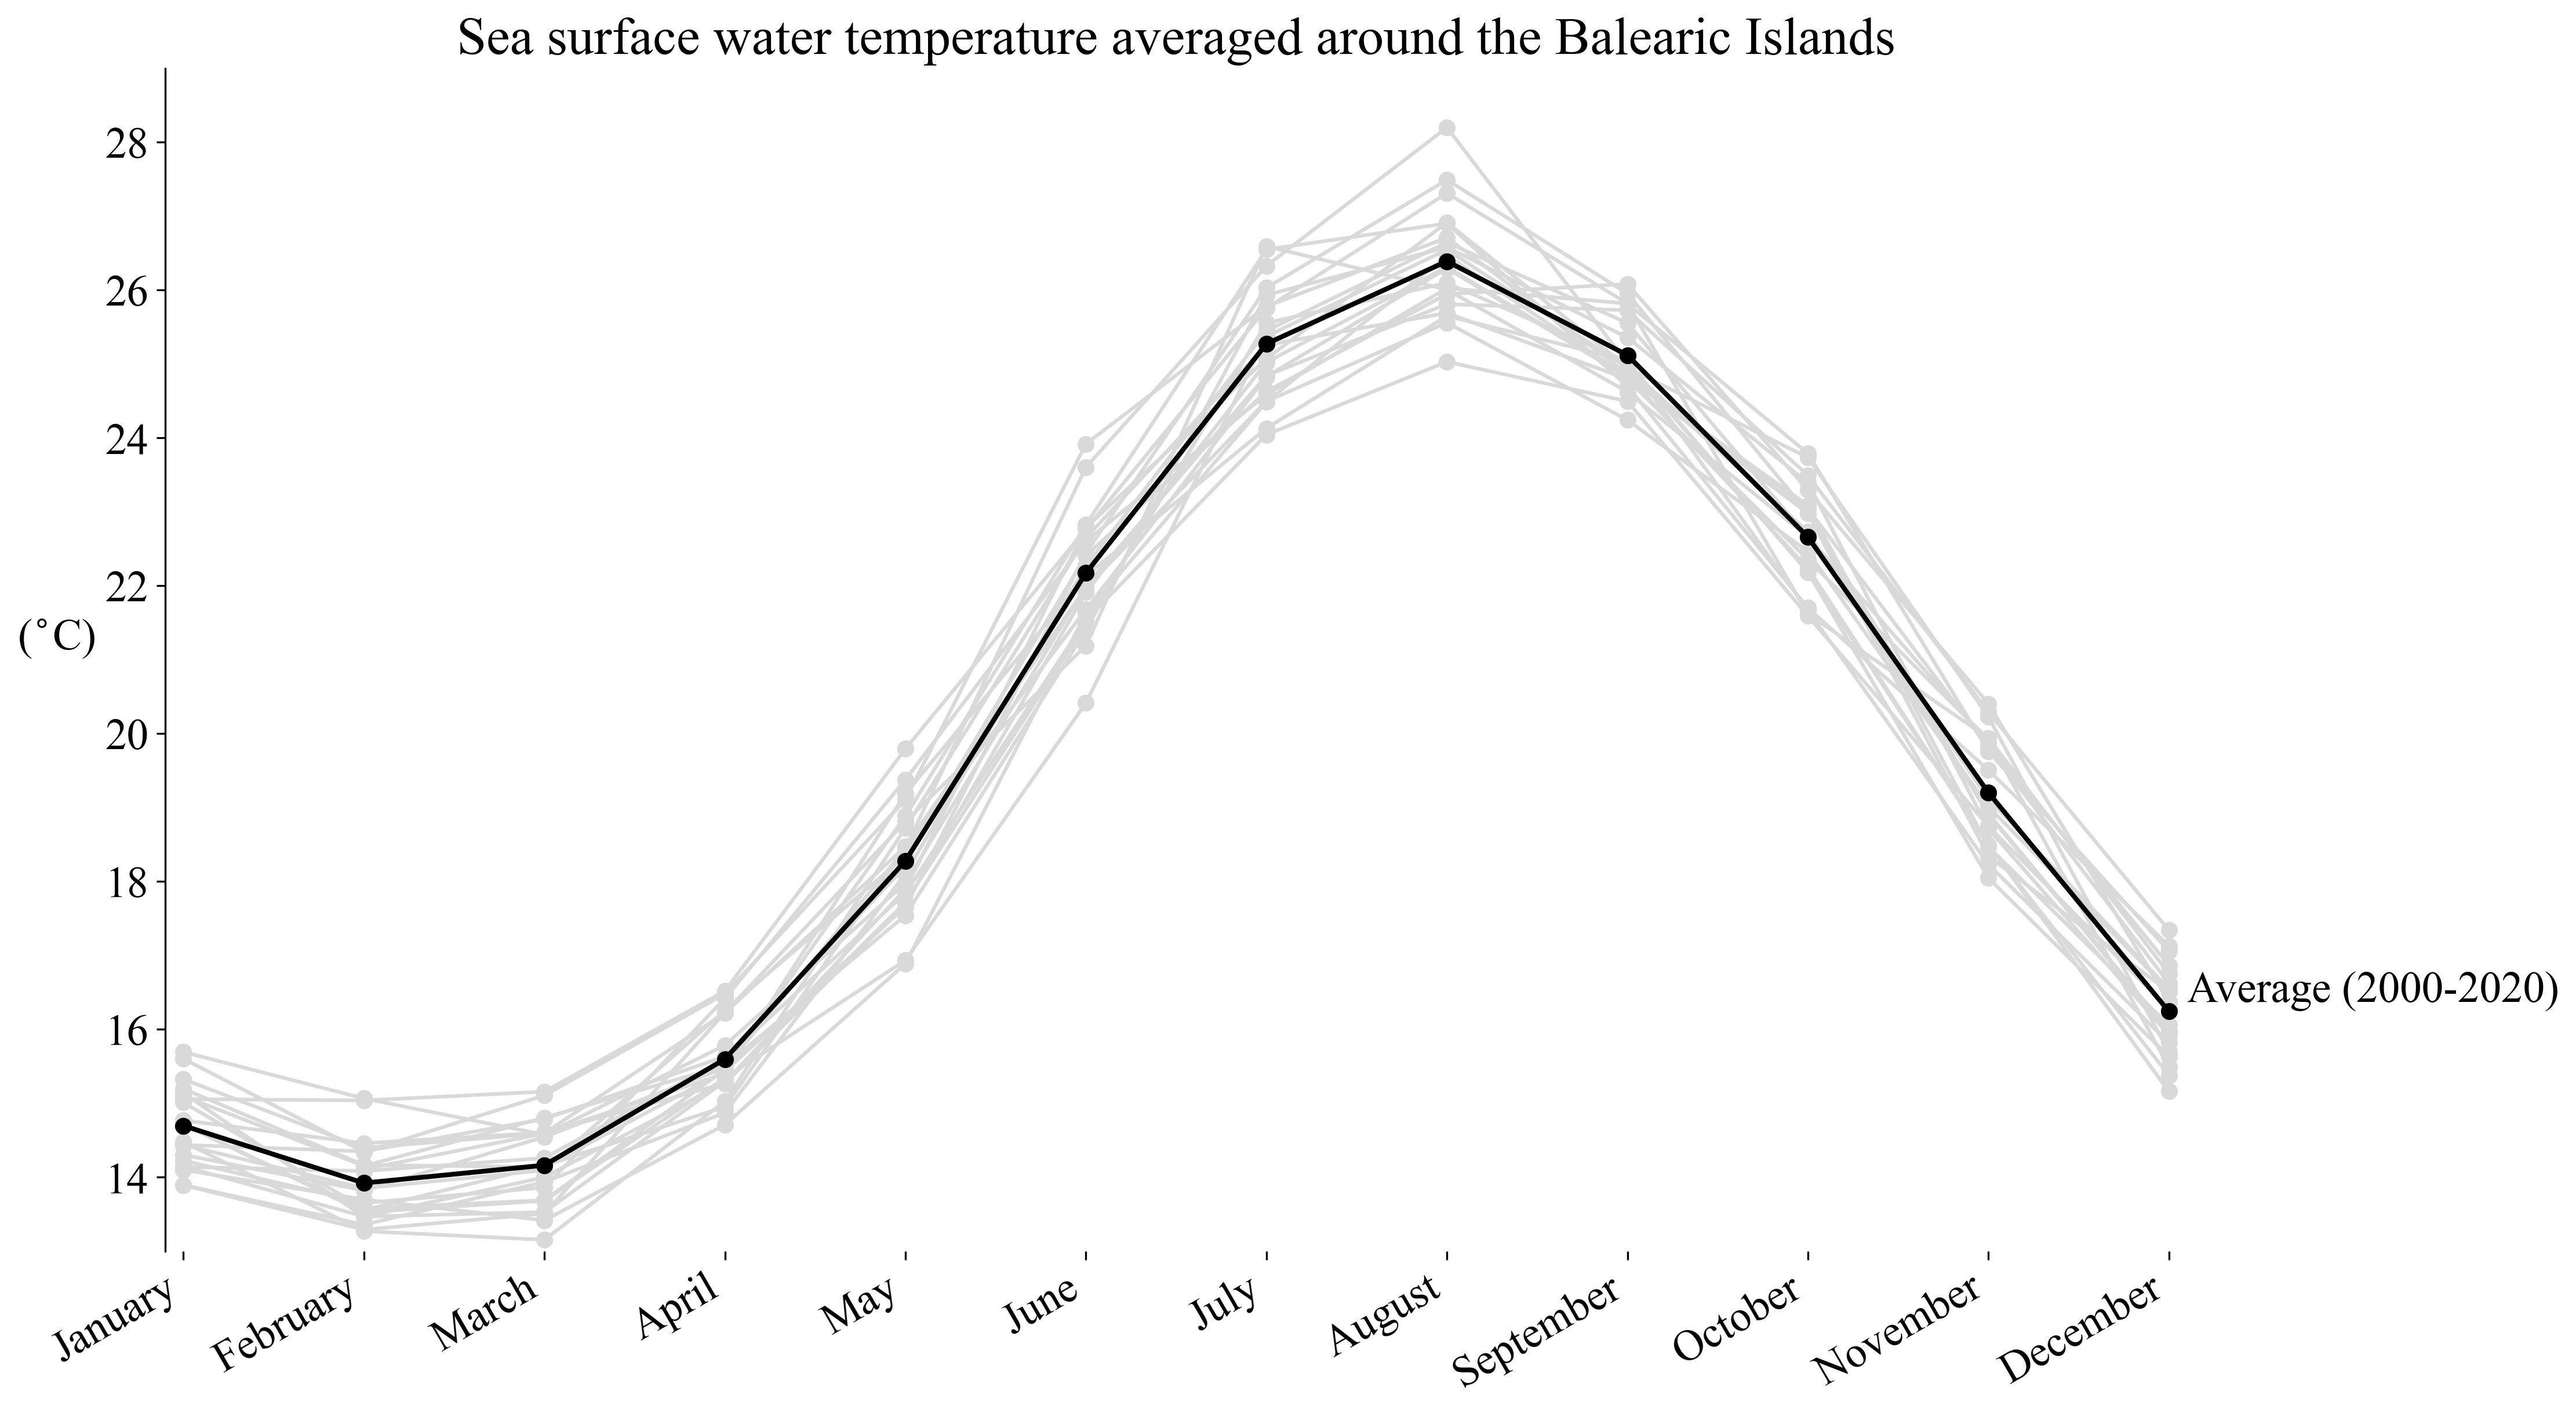 Sea surface water temperature averaged around the Balearic Islands
28
26
24
22
(°C)
20
18
16
14
Average (2000-2020)
January
February
March
April
May
June
July
August
September
October
November
December